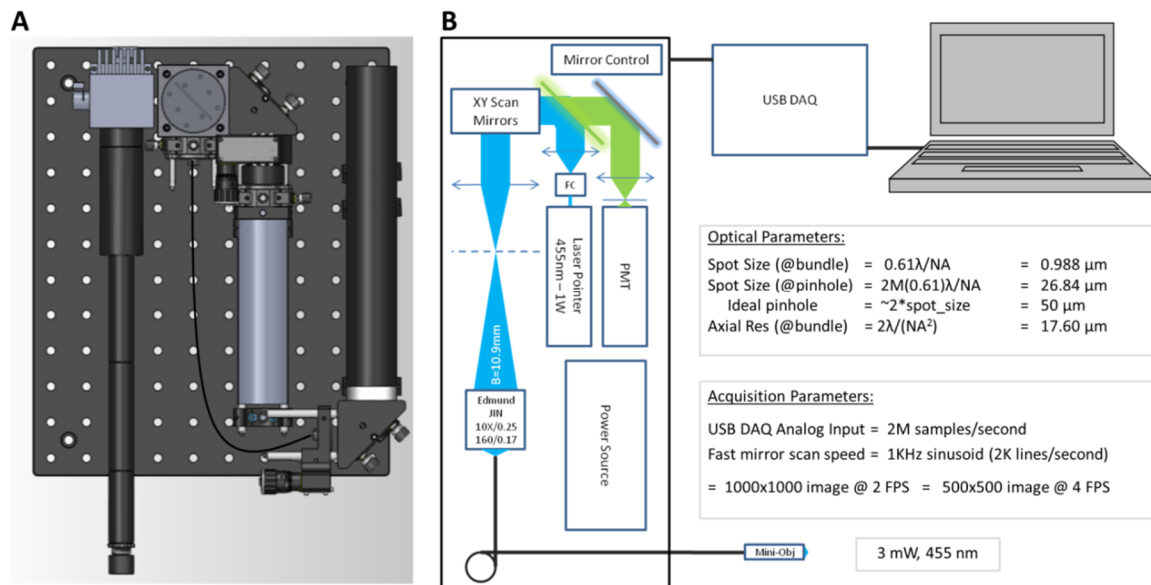 A
B
Mirror Control
XY Scan
Mirrors
USB DAQ
FC
Laser Pointer
455nm – 1W
PMT
B=10.9mm
Edmund
JIN
10X/0.25
160/0.17
Power Source
Optical Parameters:
Spot Size (@bundle) = 0.61λ/NA = 0.988 μm
Spot Size (@pinhole) = 2M(0.61)λ/NA = 26.84 μm
Ideal pinhole = ~2*spot_size = 50 μm
Axial Res (@bundle) = 2λ/(NA²) = 17.60 μm
Acquisition Parameters:
USB DAQ Analog Input = 2M samples/second
Fast mirror scan speed = 1KHz sinusoid (2K lines/second)
= 1000x1000 image @ 2 FPS = 500x500 image @ 4 FPS
Mini-Obj
3 mW, 455 nm